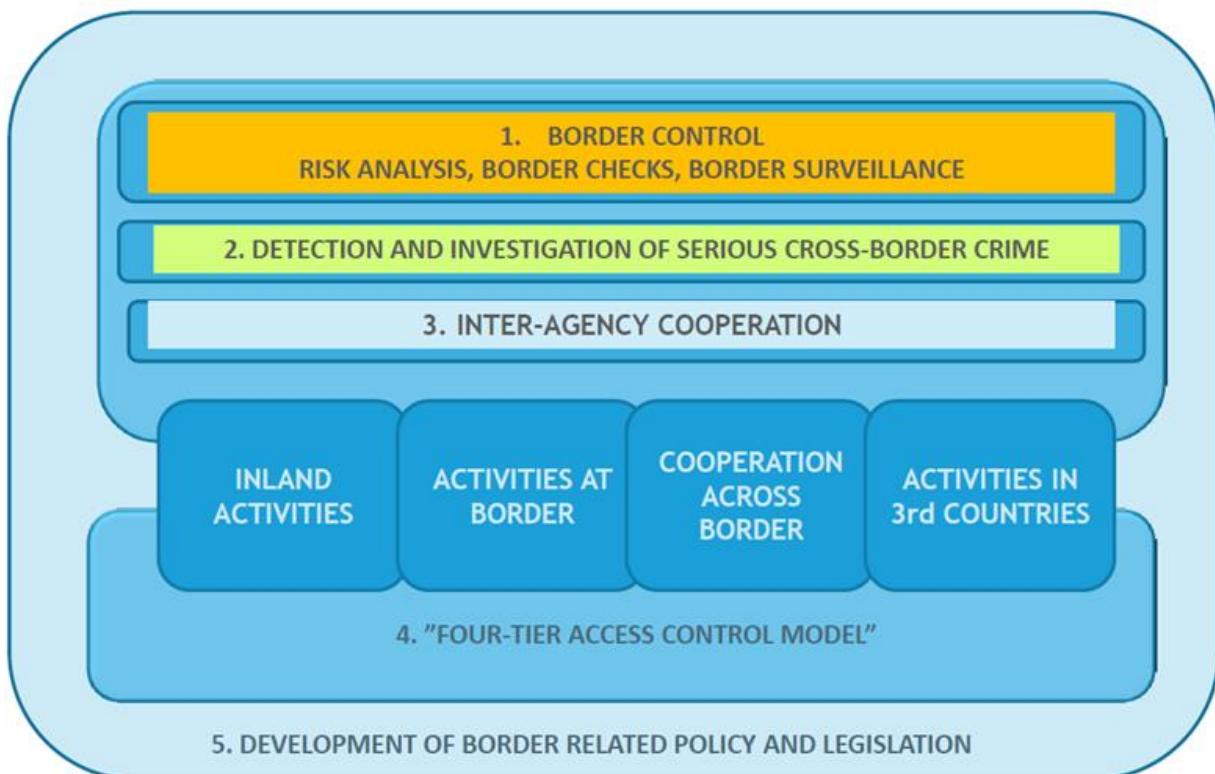 1. BORDER CONTROL
RISK ANALYSIS, BORDER CHECKS, BORDER SURVEILLANCE
2. DETECTION AND INVESTIGATION OF SERIOUS CROSS-BORDER CRIME
3. INTER-AGENCY COOPERATION
INLAND
ACTIVITIES
ACTIVITIES AT
BORDER
COOPERATION
ACROSS
BORDER
ACTIVITIES IN
3rd COUNTRIES
4. ”FOUR-TIER ACCESS CONTROL MODEL”
5. DEVELOPMENT OF BORDER RELATED POLICY AND LEGISLATION